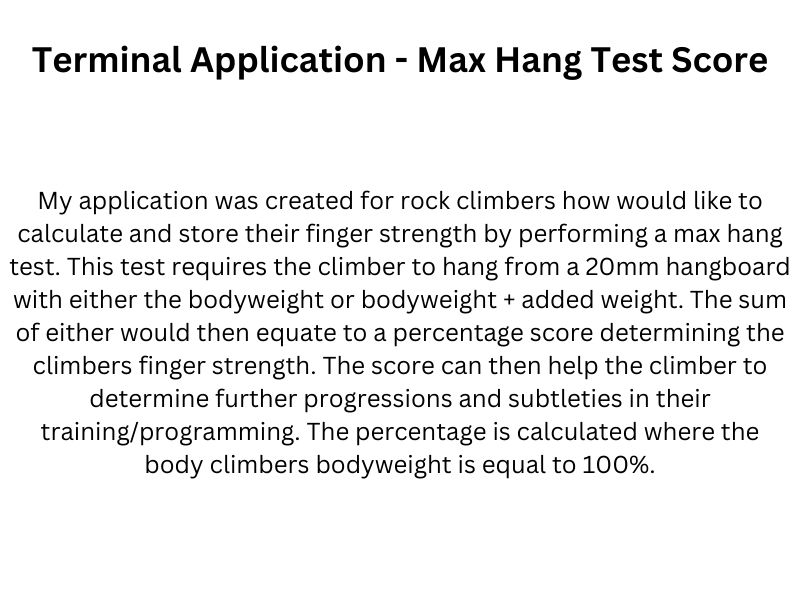 Terminal Application - Max Hang Test Score
My application was created for rock climbers how would like to
calculate and store their finger strength by performing a max hang
test. This test requires the climber to hang from a 20mm hangboard
with either the bodyweight or bodyweight + added weight. The sum
of either would then equate to a percentage score determining the
climbers finger strength. The score can then help the climber to
determine further progressions and subtleties in their
training/programming. The percentage is calculated where the
body climbers bodyweight is equal to 100%.